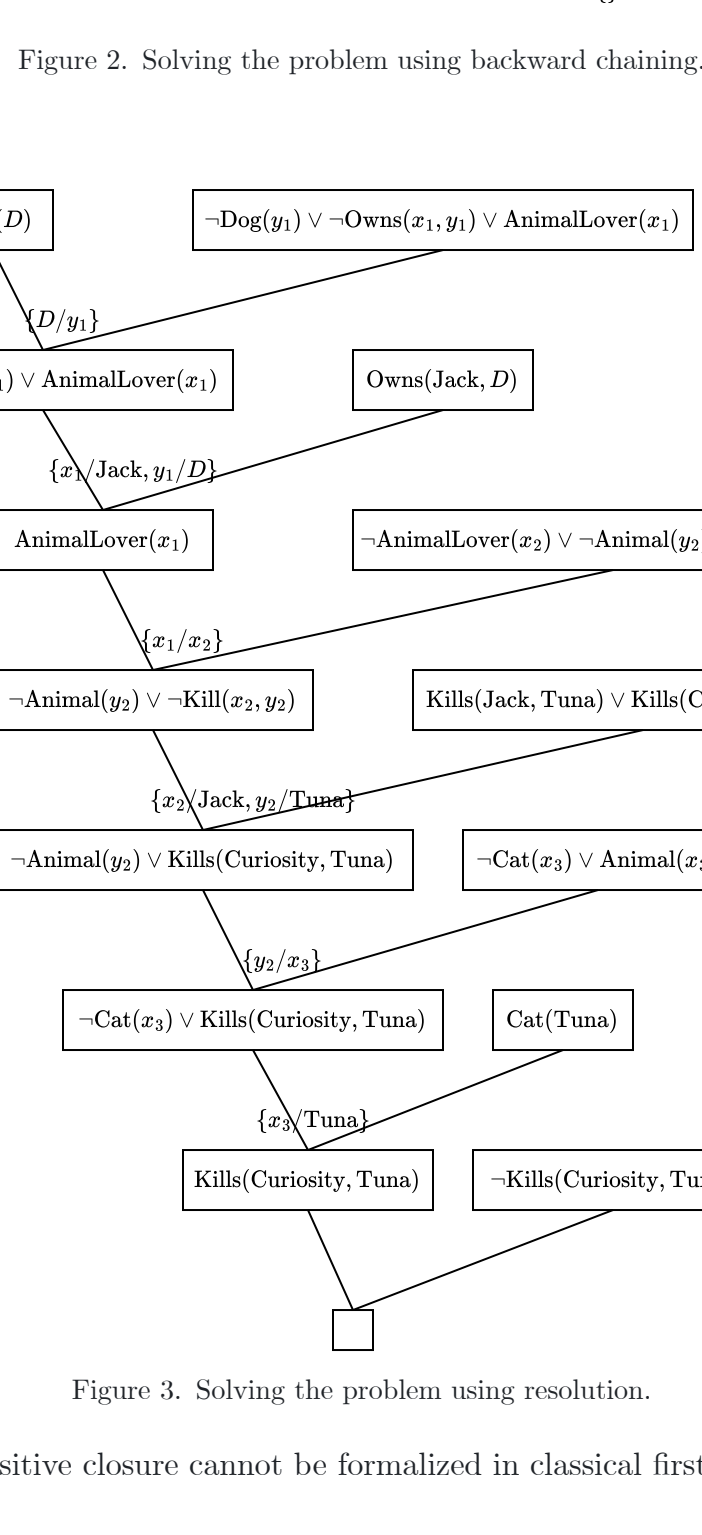 Figure 2. Solving the problem using backward chaining.
(D)
¬Dog(y₁) ∨ ¬Owns(x₁, y₁) ∨ AnimalLover(x₁)
{D/y₁}
₁) ∨ AnimalLover(x₁)
Owns(Jack, D)
{x₁/Jack, y₁/D}
AnimalLover(x₁)
¬AnimalLover(x₂) ∨ ¬Animal(y₂)
{x₁/x₂}
¬Animal(y₂) ∨ ¬Kill(x₂, y₂)
Kills(Jack, Tuna) ∨ Kills(C
{x₂/Jack, y₂/Tuna}
¬Animal(y₂) ∨ Kills(Curiosity, Tuna)
¬Cat(x₃) ∨ Animal(x₃
{y₂/x₃}
¬Cat(x₃) ∨ Kills(Curiosity, Tuna)
Cat(Tuna)
{x₃/Tuna}
Kills(Curiosity, Tuna)
¬Kills(Curiosity, Tu
Figure 3. Solving the problem using resolution.
sitive closure cannot be formalized in classical first